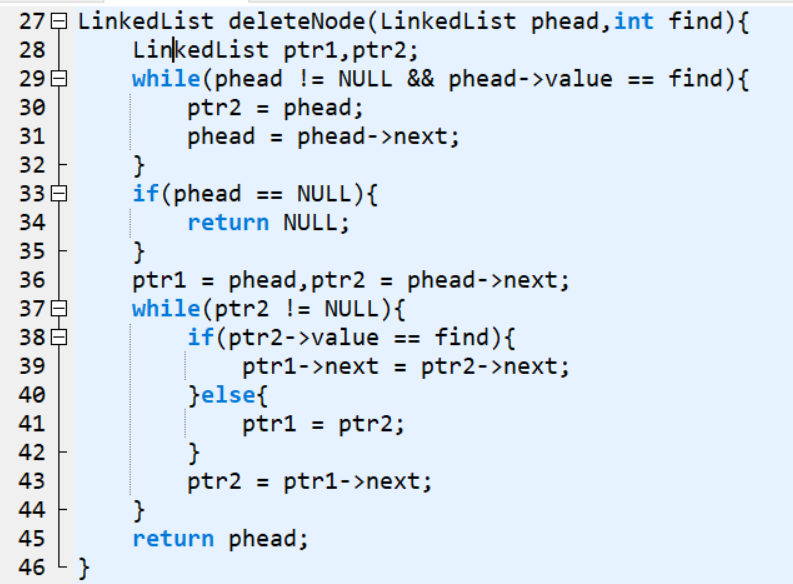 27 LinkedList deleteNode(LinkedList phead,int find){
28     LinkedList ptr1,ptr2;
29     while(phead != NULL && phead->value == find){
30         ptr2 = phead;
31         phead = phead->next;
32     }
33     if(phead == NULL){
34         return NULL;
35     }
36     ptr1 = phead,ptr2 = phead->next;
37     while(ptr2 != NULL){
38         if(ptr2->value == find){
39             ptr1->next = ptr2->next;
40         }else{
41             ptr1 = ptr2;
42         }
43         ptr2 = ptr1->next;
44     }
45     return phead;
46 }